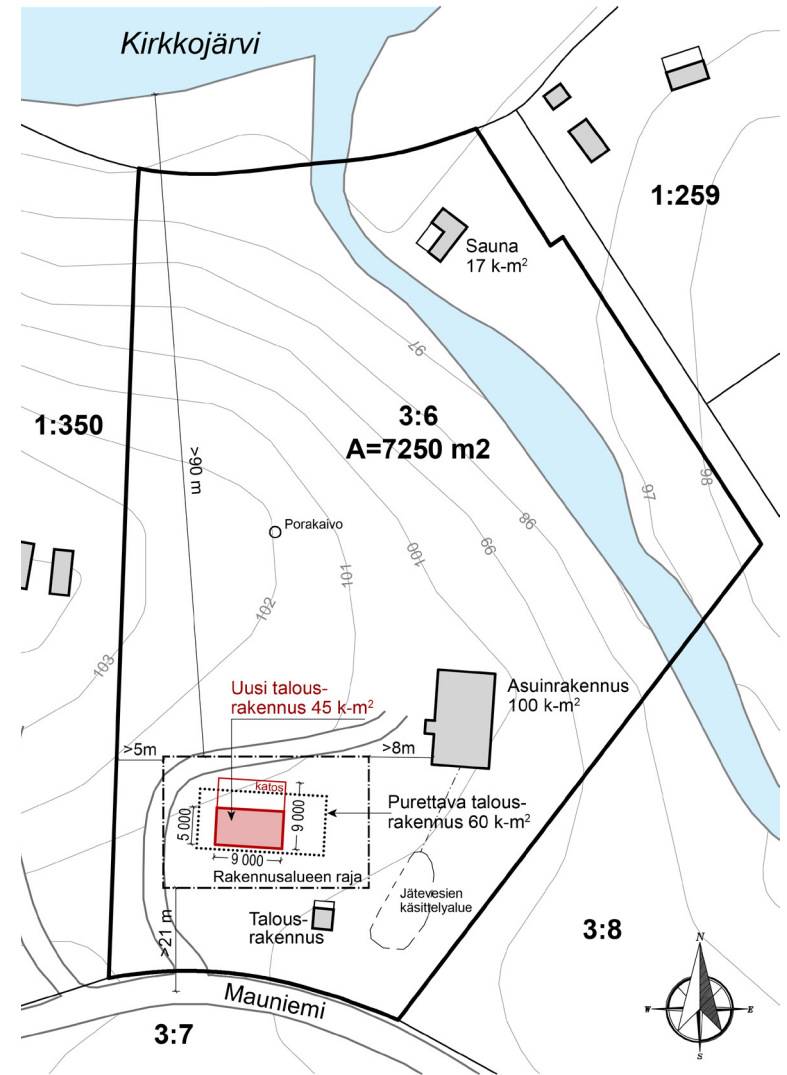 Kirkkojärvi
1:259
Sauna
17 k-m²
97
3:6
A=7250 m2
1:350
>90 m
97
98
98
Porakaivo
99
100
101
102
103
Uusi talous-
rakennus 45 k-m²
Asuinrakennus
100 k-m²
>5m
>8m
katos
5 000
9 000
9 000
Purettava talous-
rakennus 60 k-m²
Rakennusalueen raja
Jätevesien
käsittelyalue
Talous-
rakennus
>21 m
3:8
Mauniemi
3:7
N
W
E
S